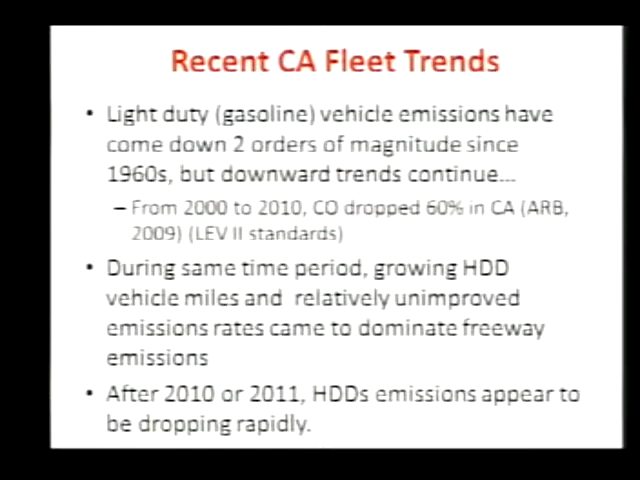 Recent CA Fleet Trends
• Light duty (gasoline) vehicle emissions have
come down 2 orders of magnitude since
1960s, but downward trends continue...
– From 2000 to 2010, CO dropped 60% in CA (ARB,
2009) (LEV II standards)
• During same time period, growing HDD
vehicle miles and relatively unimproved
emissions rates came to dominate freeway
emissions
• After 2010 or 2011, HDDs emissions appear to
be dropping rapidly.